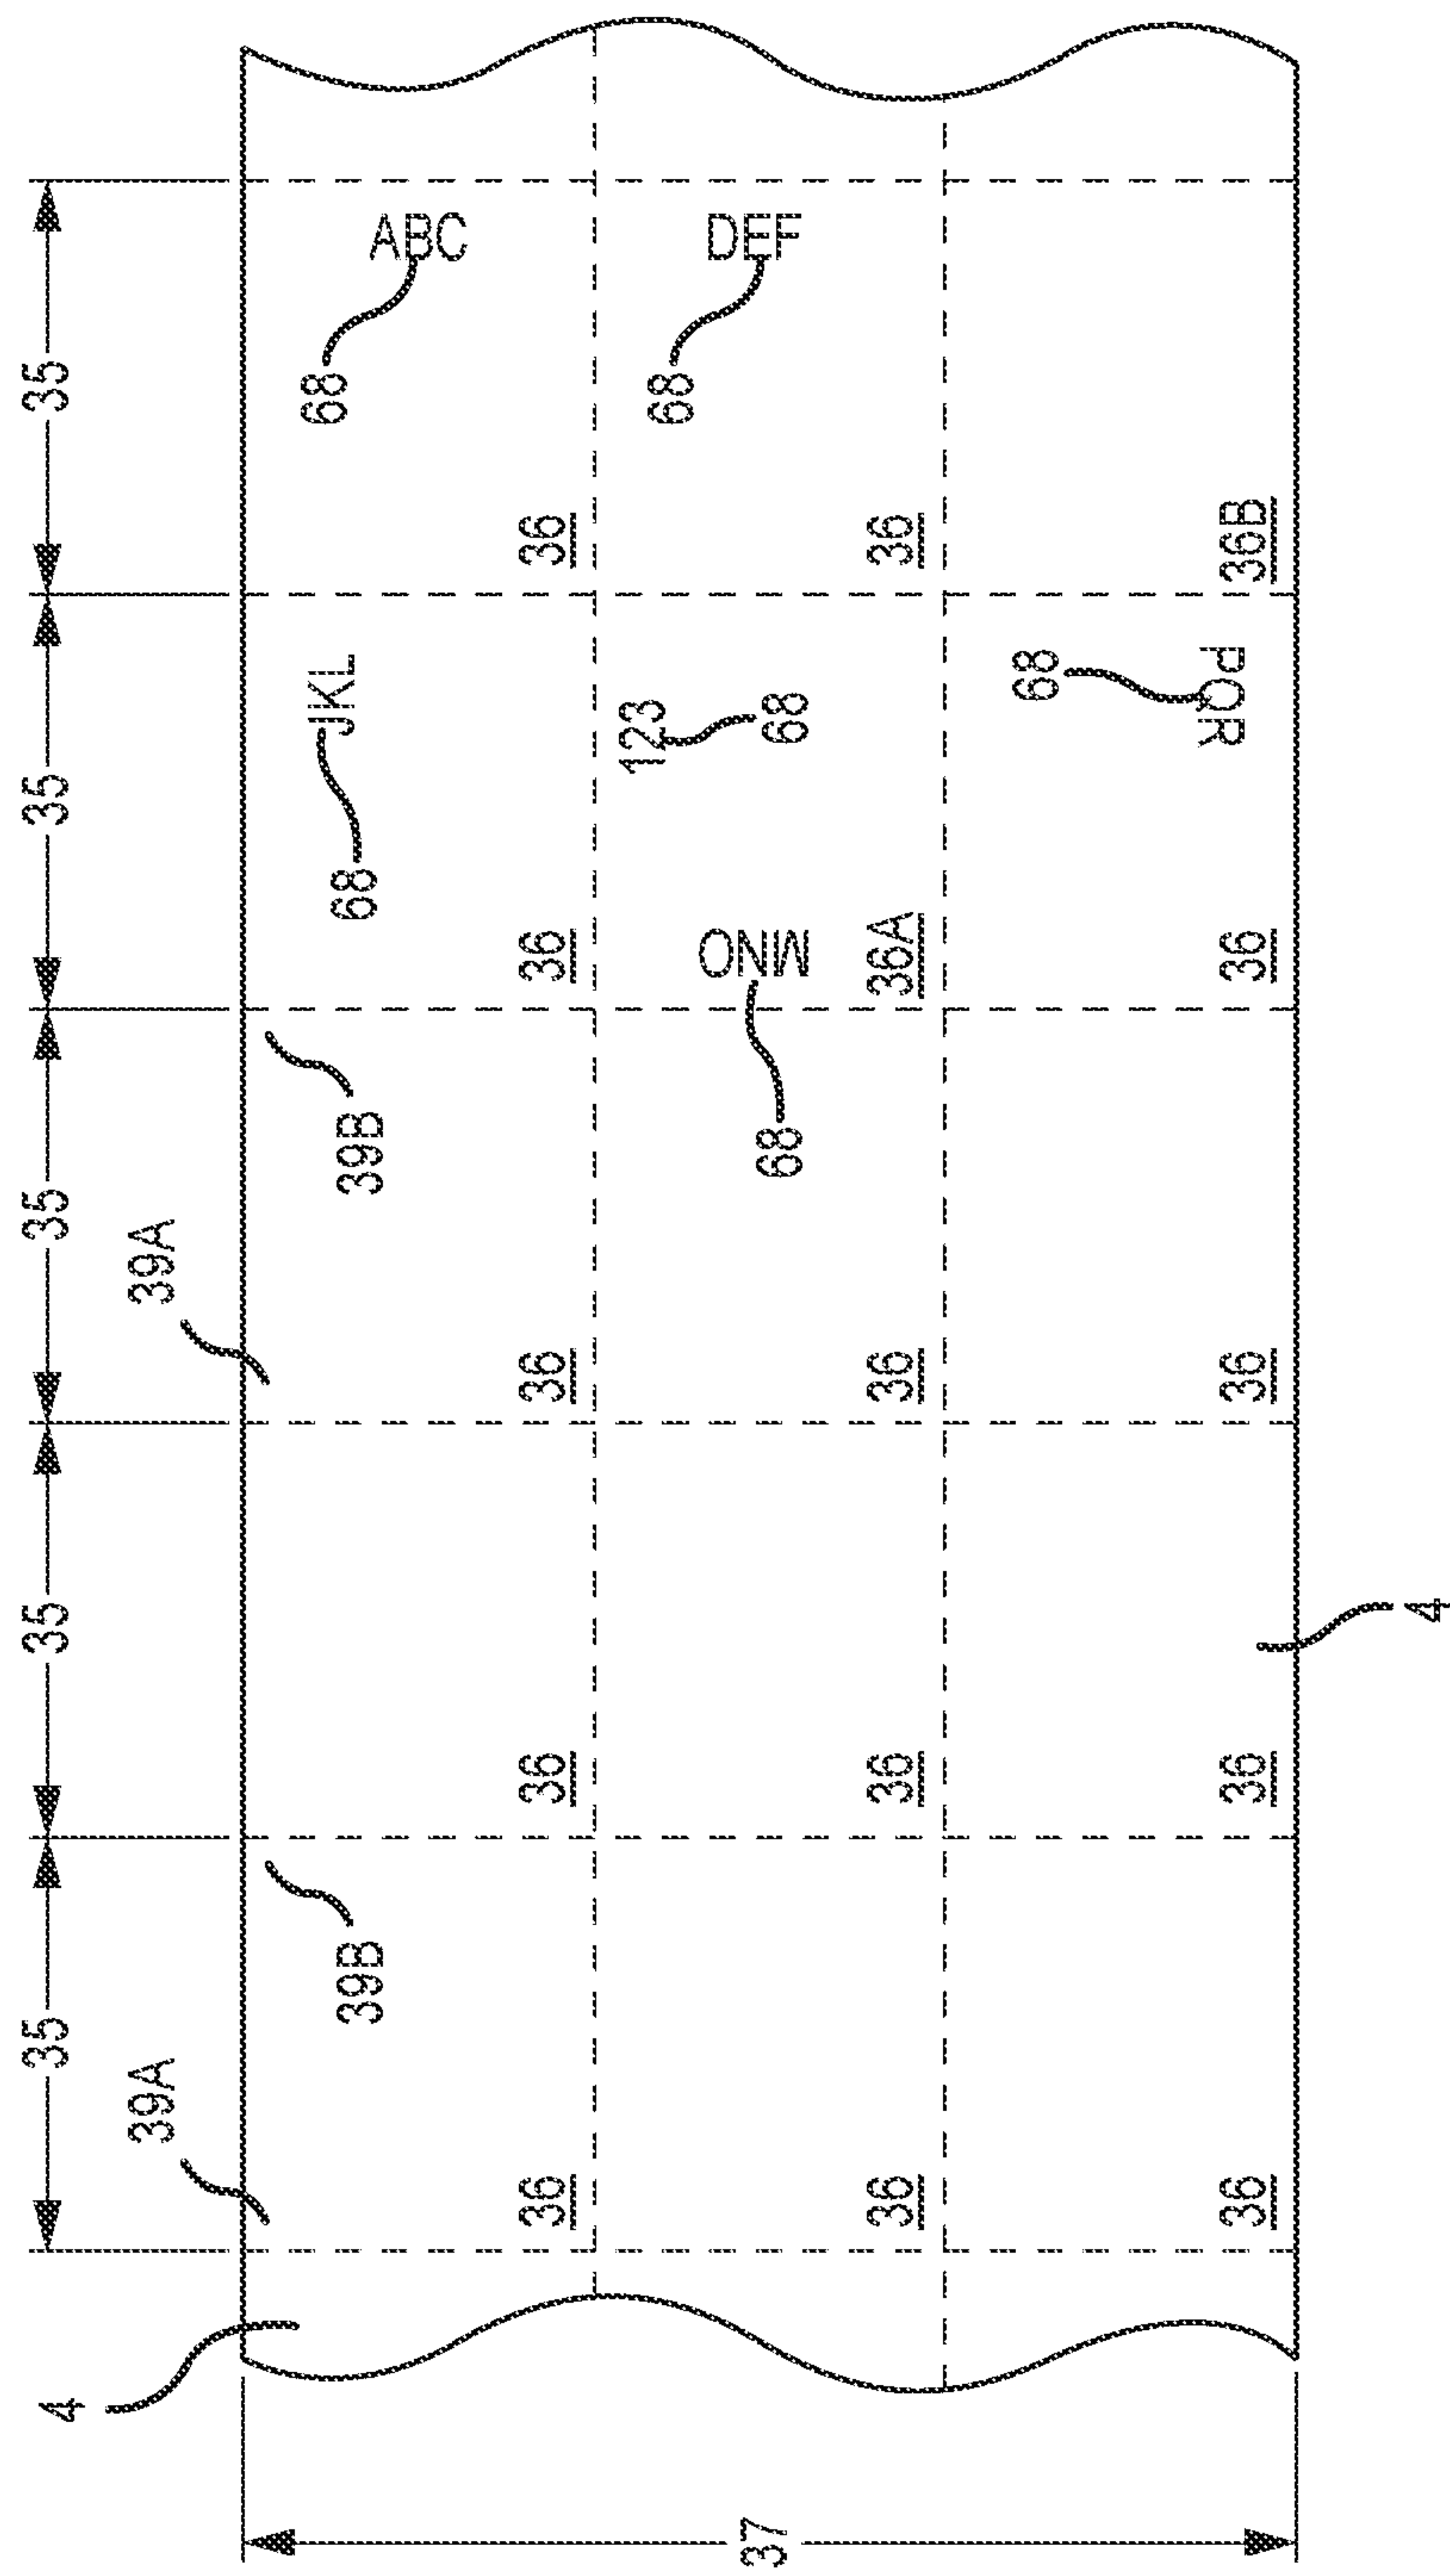 35 35 35 35 35
4
39A 39A
39B 39B 68 JKL 68
ABC
36 36 36 36 36
123 68
37 68 MNO 68 DEF
36 36 36 36A 36
68
PQR
36 36 36 36 36B
4